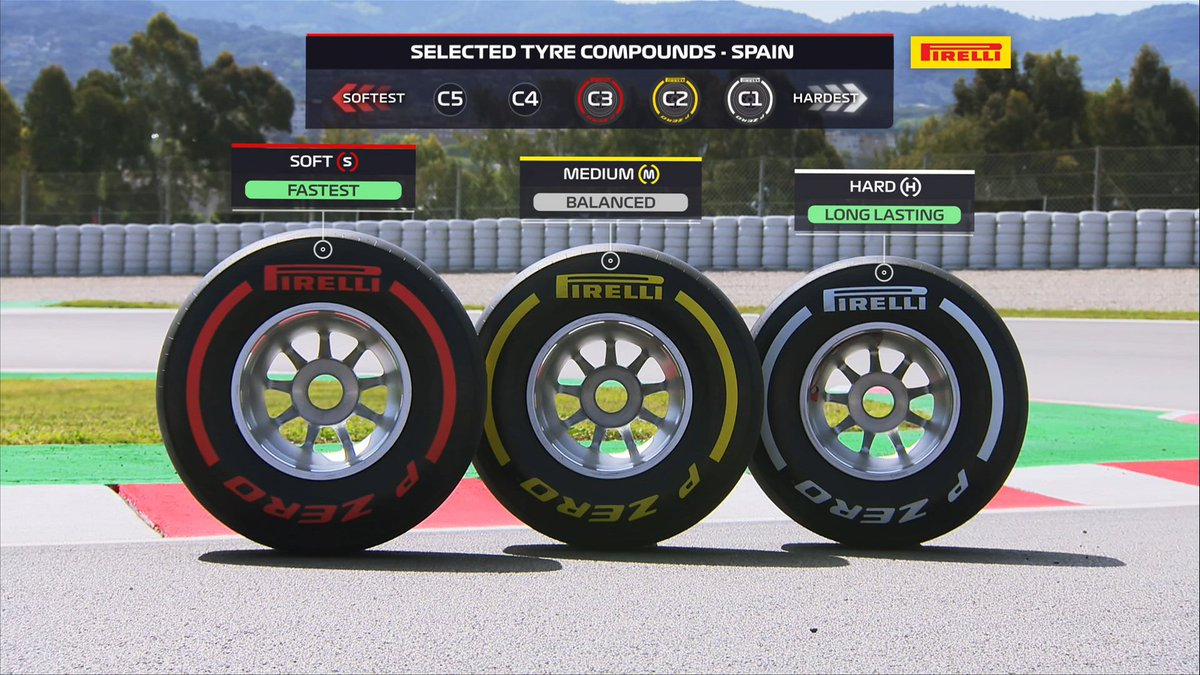 SELECTED TYRE COMPOUNDS - SPAIN
PIRELLI
SOFTEST C5 C4 C3 C2 C1 HARDEST
SOFT (S)
FASTEST
MEDIUM (M)
BALANCED
HARD (H)
LONG LASTING
PIRELLI
P ZERO
PIRELLI
P ZERO
PIRELLI
P ZERO